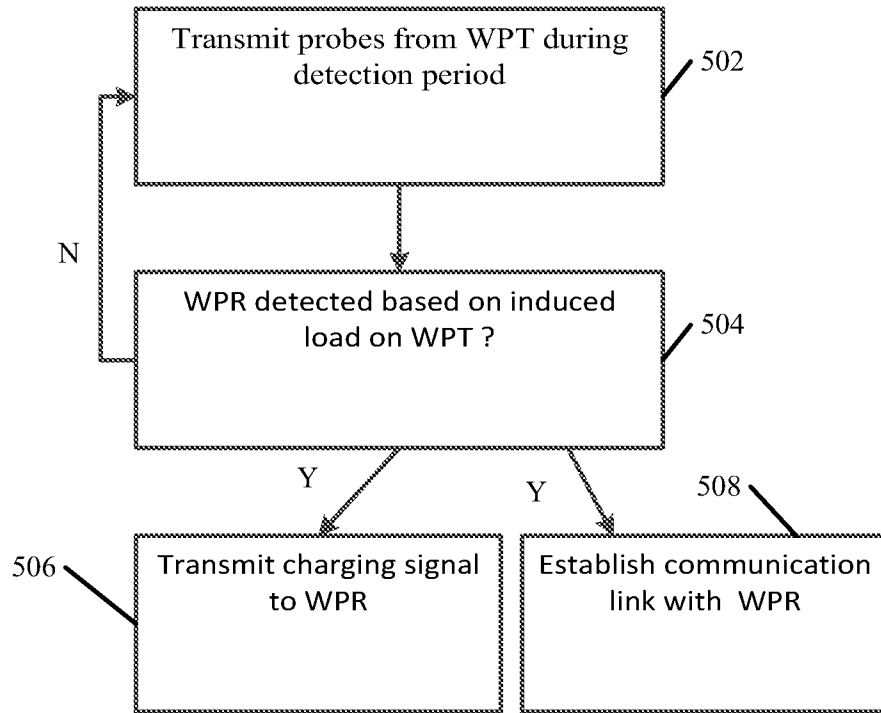 Transmit probes from WPT during
detection period
502
N
WPR detected based on induced
load on WPT ?
504
Y
Y
508
506
Transmit charging signal
to WPR
Establish communication
link with WPR